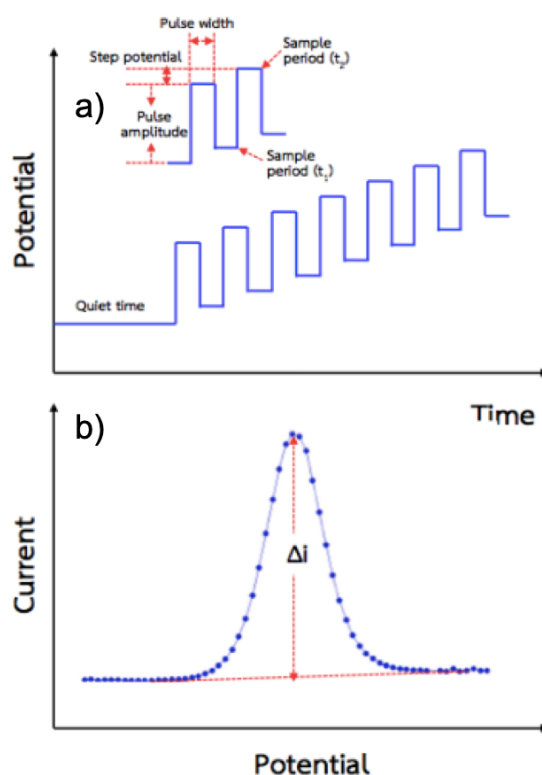 Pulse width
Step potential
Sample
period (t₂)
a)
Pulse
amplitude
Sample
period (t₁)
Potential
Quiet time
Time
b)
Current
Δi
Potential